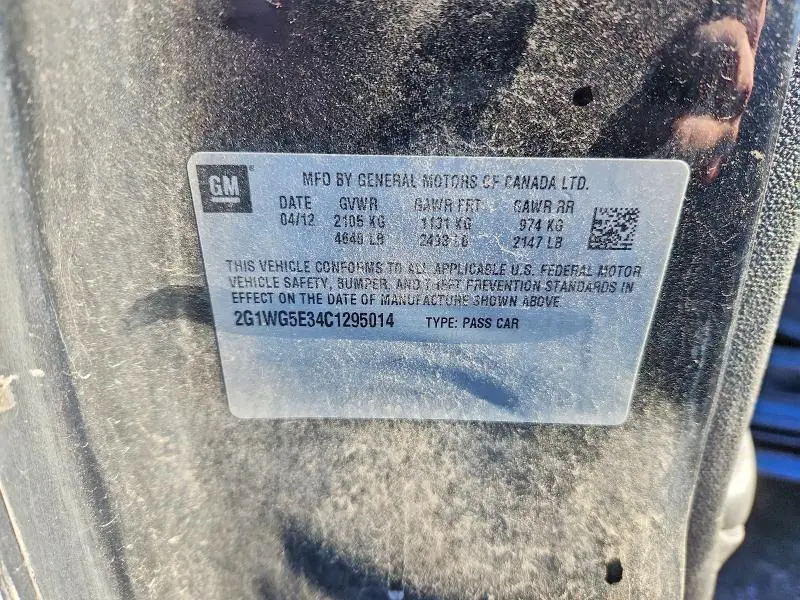 GM
MFD BY GENERAL MOTORS OF CANADA LTD.
DATE GVWR GAWR FRT GAWR RR
04/12 2105 KG 1131 KG 974 KG
LB LB 2147 LB
THIS VEHICLE CONFORMS TO ALL APPLICABLE U.S. FEDERAL MOTOR
VEHICLE SAFETY, BUMPER, AND THEFT PREVENTION STANDARDS IN
EFFECT ON THE DATE OF MANUFACTURE SHOWN ABOVE.
2G1WG5E34C1295014 TYPE: PASS CAR